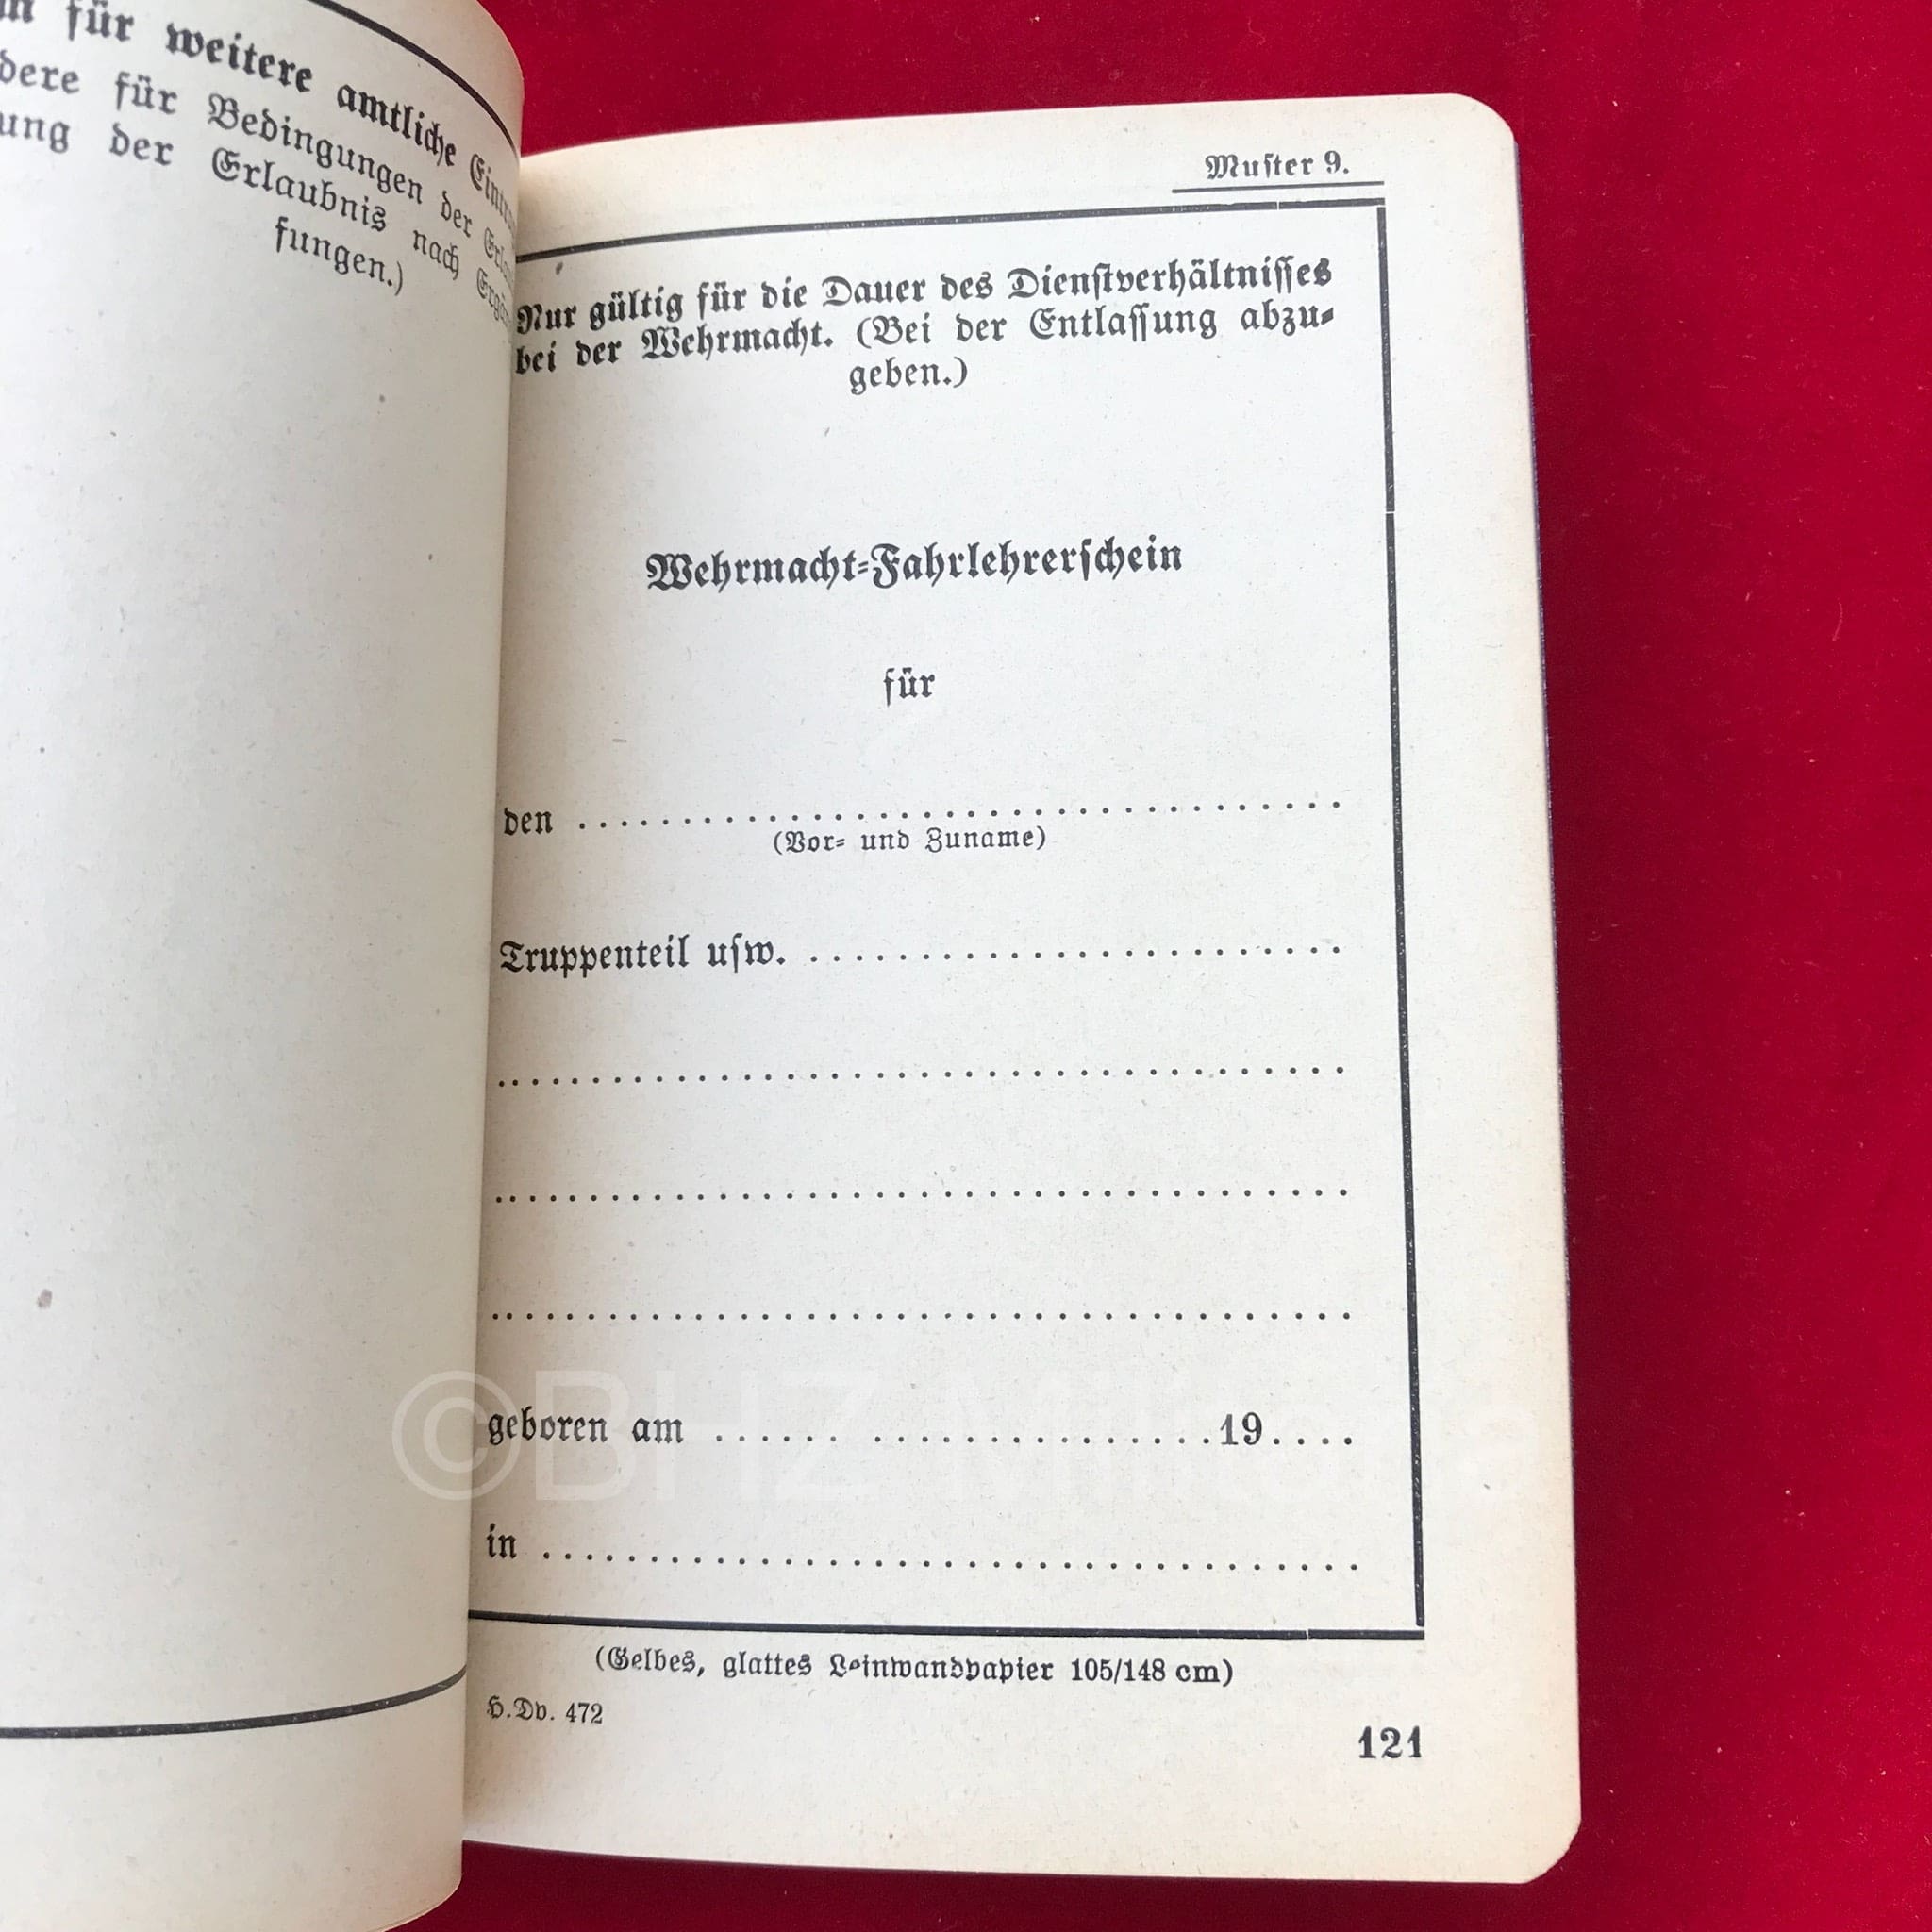 für weitere amtliche
dere für Bedingungen der
ung der Erlaubnis nach
fungen.)
Muſter 9.
Nur gültig für die Dauer des Dienſtverhältniſſes
bei der Wehrmacht. (Bei der Entlaſſung abzu-
geben.)
Wehrmacht-Fahrlehrerſchein
für
den ........................................
(Vor- und Zuname)
Truppenteil uſw. ..............................
........................................
........................................
........................................
geboren am ...... ...............19....
in ........................................
(Gelbes, glattes Leinwandpapier 105/148 cm)
H.Dv. 472
121
©BHZ Militaria